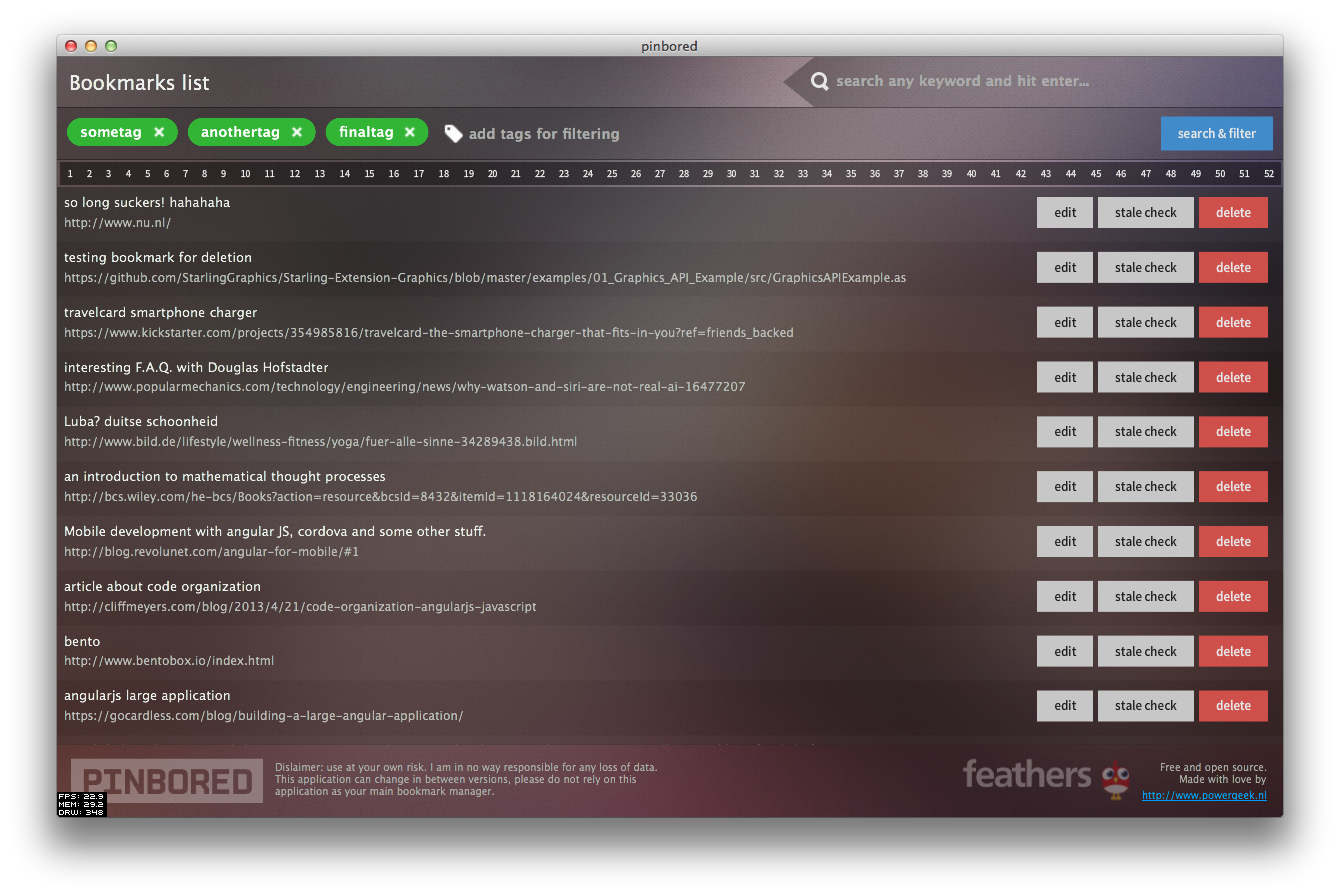 pinbored
Bookmarks list
search any keyword and hit enter...
sometag × anothertag × finaltag × add tags for filtering search & filter
1 2 3 4 5 6 7 8 9 10 11 12 13 14 15 16 17 18 19 20 21 22 23 24 25 26 27 28 29 30 31 32 33 34 35 36 37 38 39 40 41 42 43 44 45 46 47 48 49 50 51 52
so long suckers! hahahaha
http://www.nu.nl/
edit stale check delete
testing bookmark for deletion
https://github.com/StarlingGraphics/Starling-Extension-Graphics/blob/master/examples/01_Graphics_API_Example/src/GraphicsAPIExample.as
edit stale check delete
travelcard smartphone charger
https://www.kickstarter.com/projects/354985816/travelcard-the-smartphone-charger-that-fits-in-you?ref=friends_backed
edit stale check delete
interesting F.A.Q. with Douglas Hofstadter
http://www.popularmechanics.com/technology/engineering/news/why-watson-and-siri-are-not-real-ai-16477207
edit stale check delete
Luba? duitse schoonheid
http://www.bild.de/lifestyle/wellness-fitness/yoga/fuer-alle-sinne-34289438.bild.html
edit stale check delete
an introduction to mathematical thought processes
http://bcs.wiley.com/he-bcs/Books?action=resource&bcsId=8432&itemId=1118164024&resourceId=33036
edit stale check delete
Mobile development with angular JS, cordova and some other stuff.
http://blog.revolunet.com/angular-for-mobile/#1
edit stale check delete
article about code organization
http://cliffmeyers.com/blog/2013/4/21/code-organization-angularjs-javascript
edit stale check delete
bento
http://www.bentobox.io/index.html
edit stale check delete
angularjs large application
https://gocardless.com/blog/building-a-large-angular-application/
edit stale check delete
PINBORED
Dislaimer: use at your own risk. I am in no way responsible for any loss of data.
This application can change in between versions, please do not rely on this
application as your main bookmark manager.
feathers
Free and open source.
Made with love by
http://www.powergeek.nl
FPS: 22.9
MEM: 29.2
DRW: 348